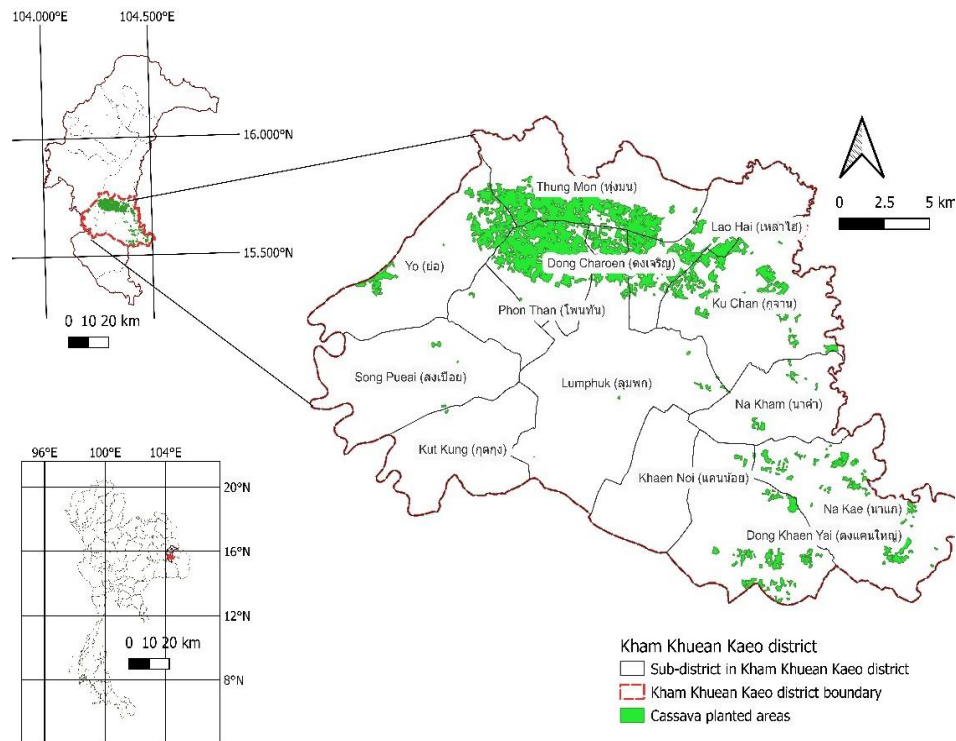 104.000°E 104.500°E
16.000°N
15.500°N
0 10 20 km
96°E 100°E 104°E
20°N
16°N
12°N
8°N
0 10 20 km
Thung Mon (ทุ่งมน)
Lao Hai (เหล่าไฮ)
Dong Charoen (ดงเจริญ)
Yo (ย่อ)
Ku Chan (กู่จาน)
Phon Than (โพนทัน)
Song Pueai (สงเปือย)
Lumphuk (ลุมพุก)
Na Kham (นาคำ)
Kut Kung (กุดกุง)
Khaen Noi (แคนน้อย)
Na Kae (นาแก)
Dong Khaen Yai (ดงแคนใหญ่)
0 2.5 5 km
Kham Khuean Kaeo district
Sub-district in Kham Khuean Kaeo district
Kham Khuean Kaeo district boundary
Cassava planted areas